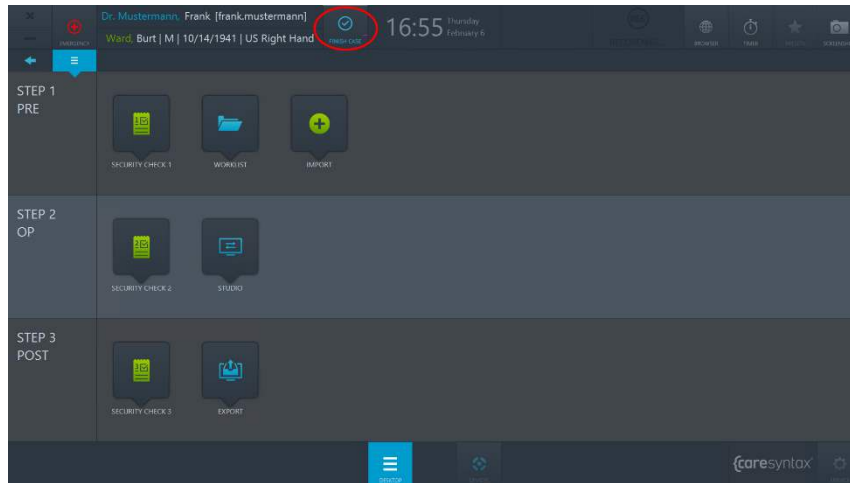 Dr. Mustermann, Frank [frank.mustermann]
Ward, Burt | M | 10/14/1941 | US Right Hand
EMERGENCY
FINISH CASE
16:55
Thursday
February 6
BROWSER
TIMER
STEP 1
PRE
SECURITY CHECK 1
WORKLIST
IMPORT
STEP 2
OP
SECURITY CHECK 2
STUDIO
STEP 3
POST
SECURITY CHECK 3
EXPORT
DESKTOP
{caresyntax